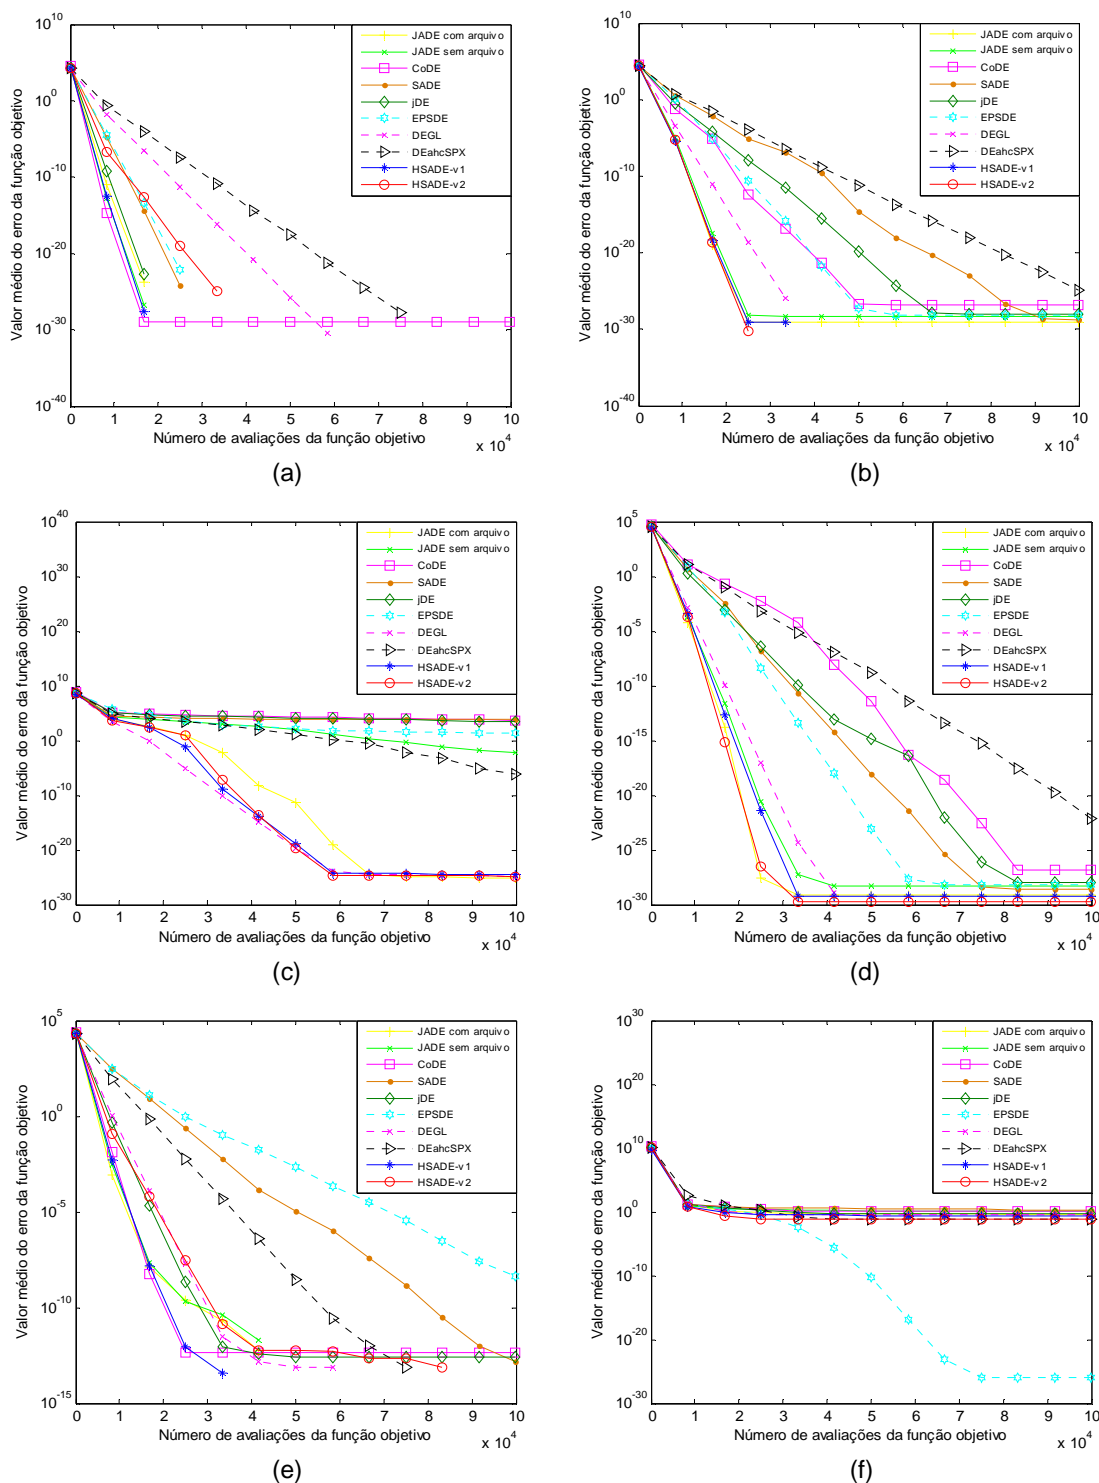 10^10
10^0
10^-10
10^-20
10^-30
10^-40
Valor médio do erro da função objetivo
0 1 2 3 4 5 6 7 8 9 10
x 10^4
Número de avaliações da função objetivo
JADE com arquivo
JADE sem arquivo
CoDE
SADE
jDE
EPSDE
DEGL
DEahcSPX
HSADE-v1
HSADE-v2
(a)
10^10
10^0
10^-10
10^-20
10^-30
10^-40
Valor médio do erro da função objetivo
0 1 2 3 4 5 6 7 8 9 10
x 10^4
Número de avaliações da função objetivo
JADE com arquivo
JADE sem arquivo
CoDE
SADE
jDE
EPSDE
DEGL
DEahcSPX
HSADE-v1
HSADE-v2
(b)
10^40
10^30
10^20
10^10
10^0
10^-10
10^-20
10^-30
Valor médio do erro da função objetivo
0 1 2 3 4 5 6 7 8 9 10
x 10^4
Número de avaliações da função objetivo
JADE com arquivo
JADE sem arquivo
CoDE
SADE
jDE
EPSDE
DEGL
DEahcSPX
HSADE-v1
HSADE-v2
(c)
10^5
10^0
10^-5
10^-10
10^-15
10^-20
10^-25
10^-30
Valor médio do erro da função objetivo
0 1 2 3 4 5 6 7 8 9 10
x 10^4
Número de avaliações da função objetivo
JADE com arquivo
JADE sem arquivo
CoDE
SADE
jDE
EPSDE
DEGL
DEahcSPX
HSADE-v1
HSADE-v2
(d)
10^5
10^0
10^-5
10^-10
10^-15
Valor médio do erro da função objetivo
0 1 2 3 4 5 6 7 8 9 10
x 10^4
Número de avaliações da função objetivo
JADE com arquivo
JADE sem arquivo
CoDE
SADE
jDE
EPSDE
DEGL
DEahcSPX
HSADE-v1
HSADE-v2
(e)
10^30
10^20
10^10
10^0
10^-10
10^-20
10^-30
Valor médio do erro da função objetivo
0 1 2 3 4 5 6 7 8 9 10
x 10^4
Número de avaliações da função objetivo
JADE com arquivo
JADE sem arquivo
CoDE
SADE
jDE
EPSDE
DEGL
DEahcSPX
HSADE-v1
HSADE-v2
(f)